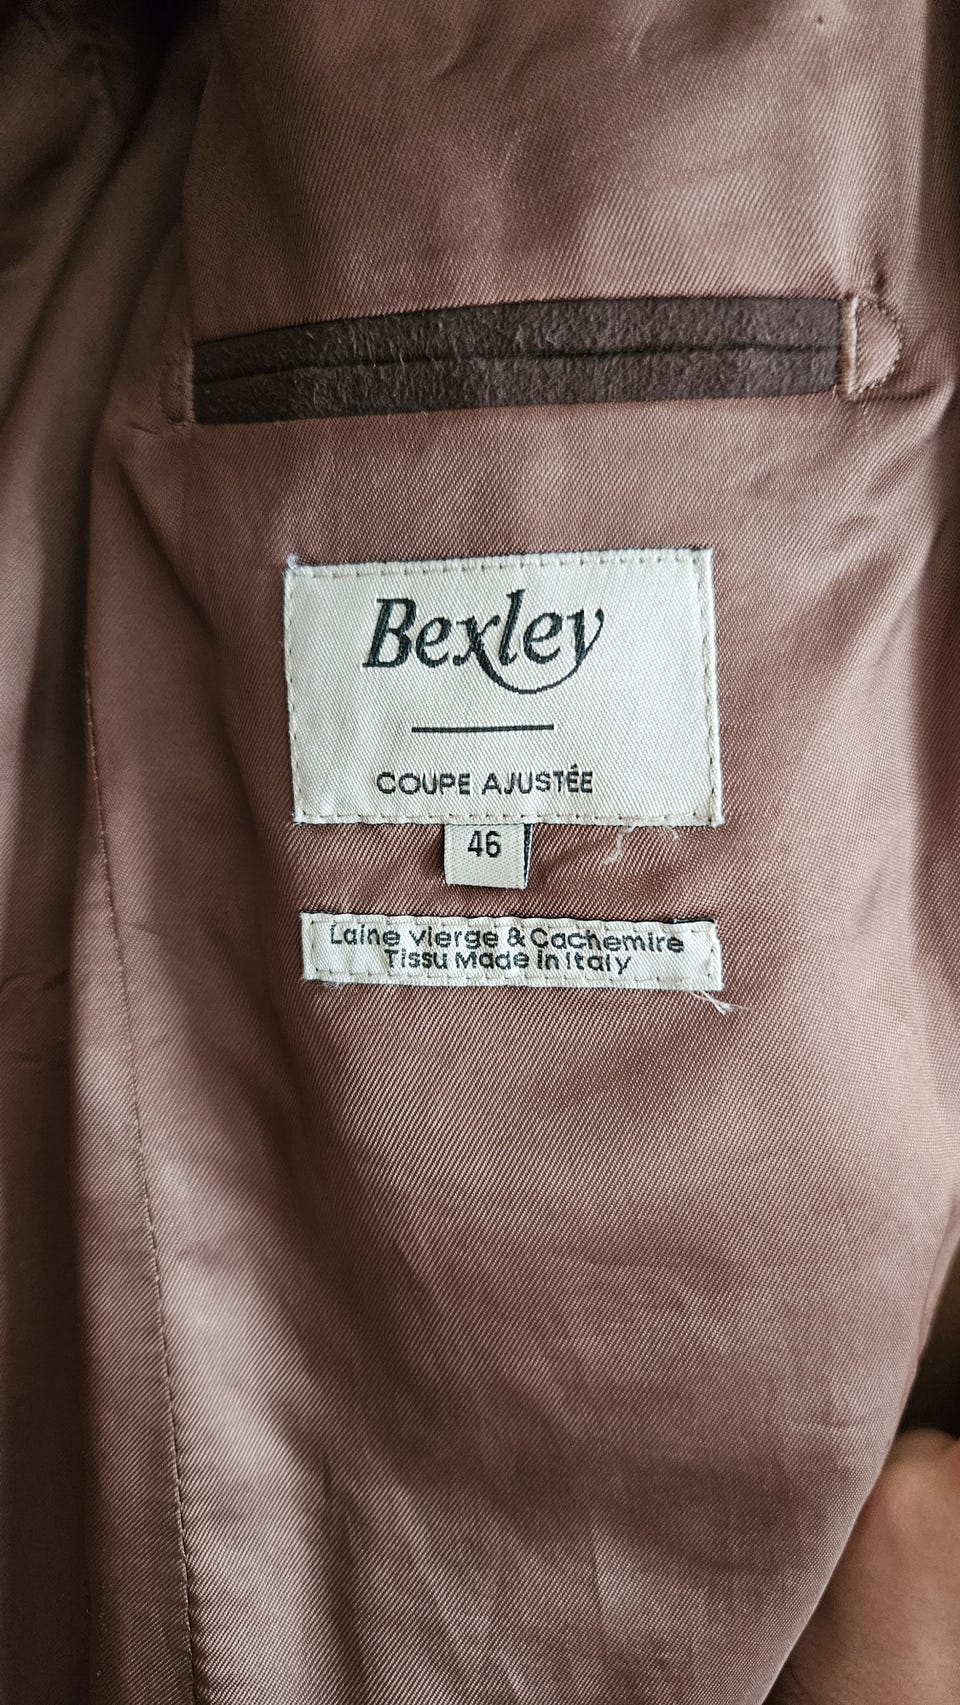 Bexley
COUPE AJUSTÉE
46
Laine vierge & Cachemire
Tissu Made in Italy